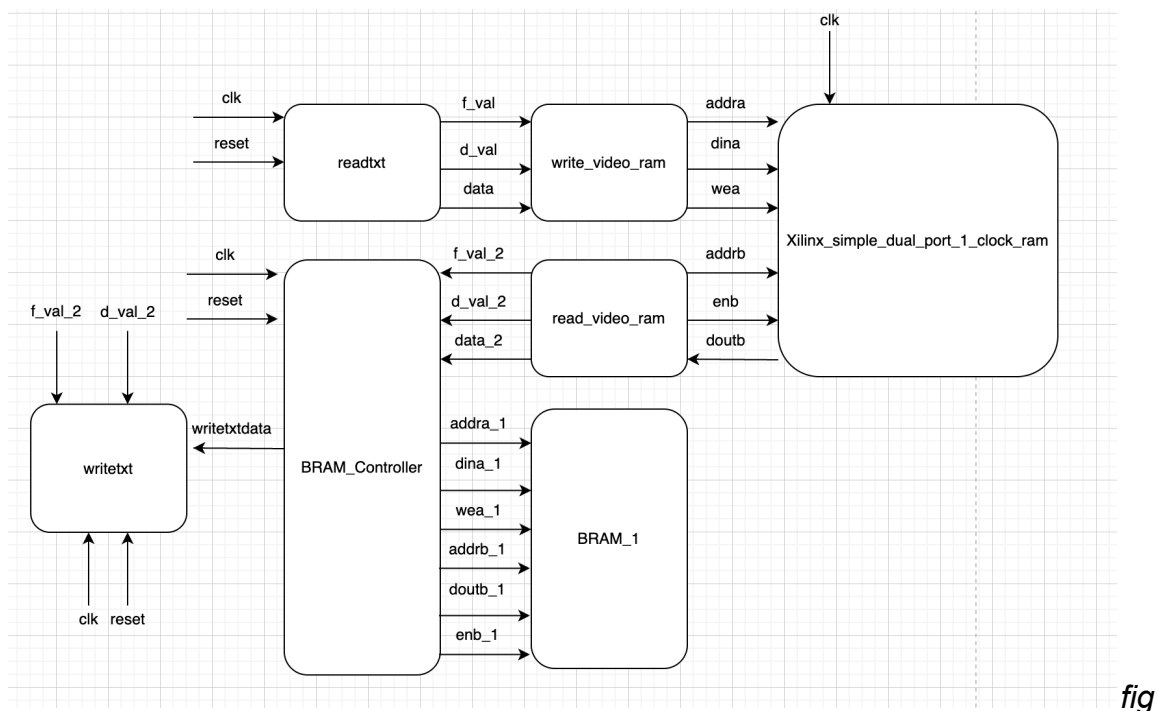 clk
clk
f_val
addra
reset
readtxt
d_val
write_video_ram
dina
data
wea
Xilinx_simple_dual_port_1_clock_ram
clk
f_val_2
addrb
reset
d_val_2
read_video_ram
enb
f_val_2 d_val_2
data_2
doutb
addra_1
writetxtdata
dina_1
writetxt
BRAM_Controller
wea_1
BRAM_1
addrb_1
doutb_1
clk reset
enb_1
fig